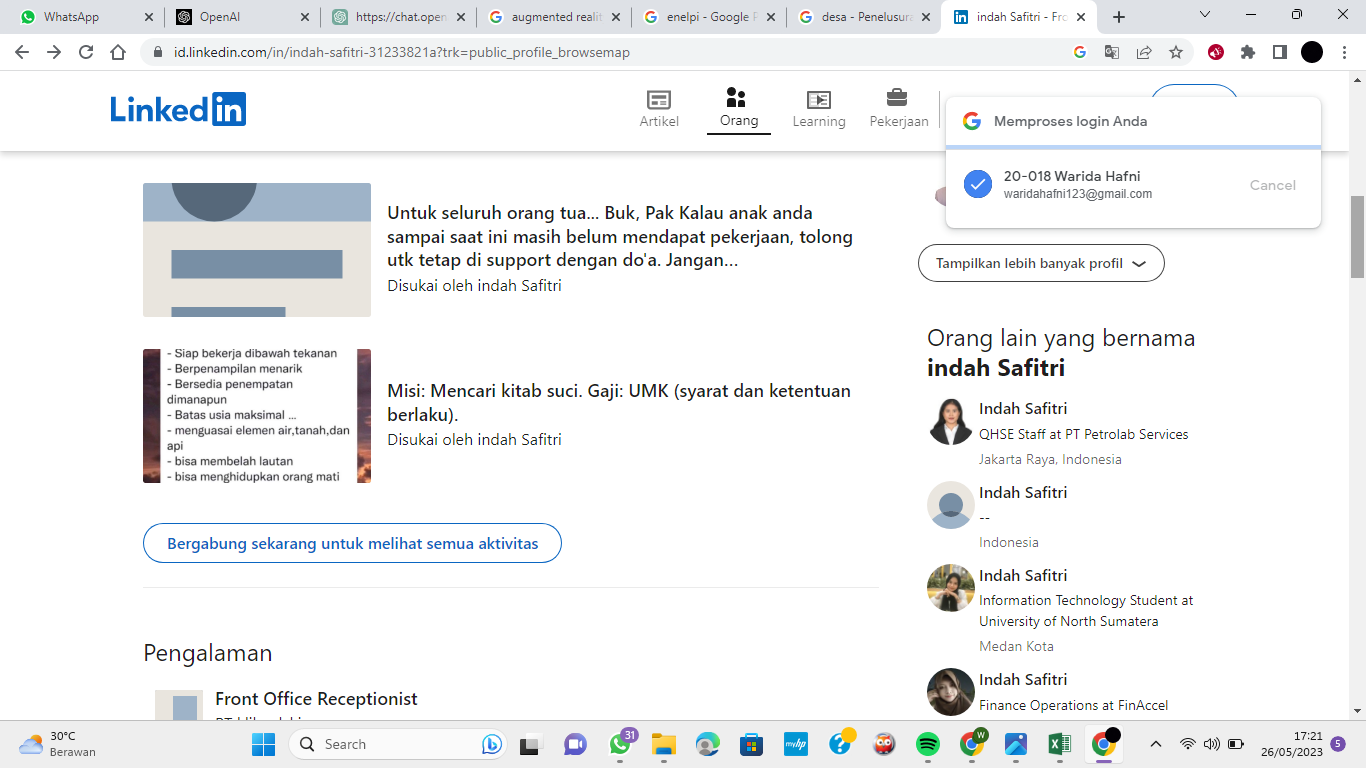 WhatsApp
OpenAI
https://chat.open
augmented realit
enelpi - Google P
desa - Penelusura
indah Safitri - Fro
id.linkedin.com/in/indah-safitri-31233821a?trk=public_profile_browsemap
Linked in
Artikel
Orang
Learning
Pekerjaan
Memproses login Anda
20-018 Warida Hafni
waridahafni123@gmail.com
Cancel
Untuk seluruh orang tua... Buk, Pak Kalau anak anda
sampai saat ini masih belum mendapat pekerjaan, tolong
utk tetap di support dengan do'a. Jangan...
Disukai oleh indah Safitri
- Siap bekerja dibawah tekanan
- Berpenampilan menarik
- Bersedia penempatan
dimanapun
- Batas usia maksimal ...
- menguasai elemen air,tanah,dan
api
- bisa membelah lautan
- bisa menghidupkan orang mati
Misi: Mencari kitab suci. Gaji: UMK (syarat dan ketentuan
berlaku).
Disukai oleh indah Safitri
Bergabung sekarang untuk melihat semua aktivitas
Pengalaman
Front Office Receptionist
Tampilkan lebih banyak profil
Orang lain yang bernama
indah Safitri
Indah Safitri
QHSE Staff at PT Petrolab Services
Jakarta Raya, Indonesia
Indah Safitri
--
Indonesia
Indah Safitri
Information Technology Student at
University of North Sumatera
Medan Kota
Indah Safitri
Finance Operations at FinAccel
30°C
Berawan
Search
myhp
31
W
17:21
26/05/2023
5